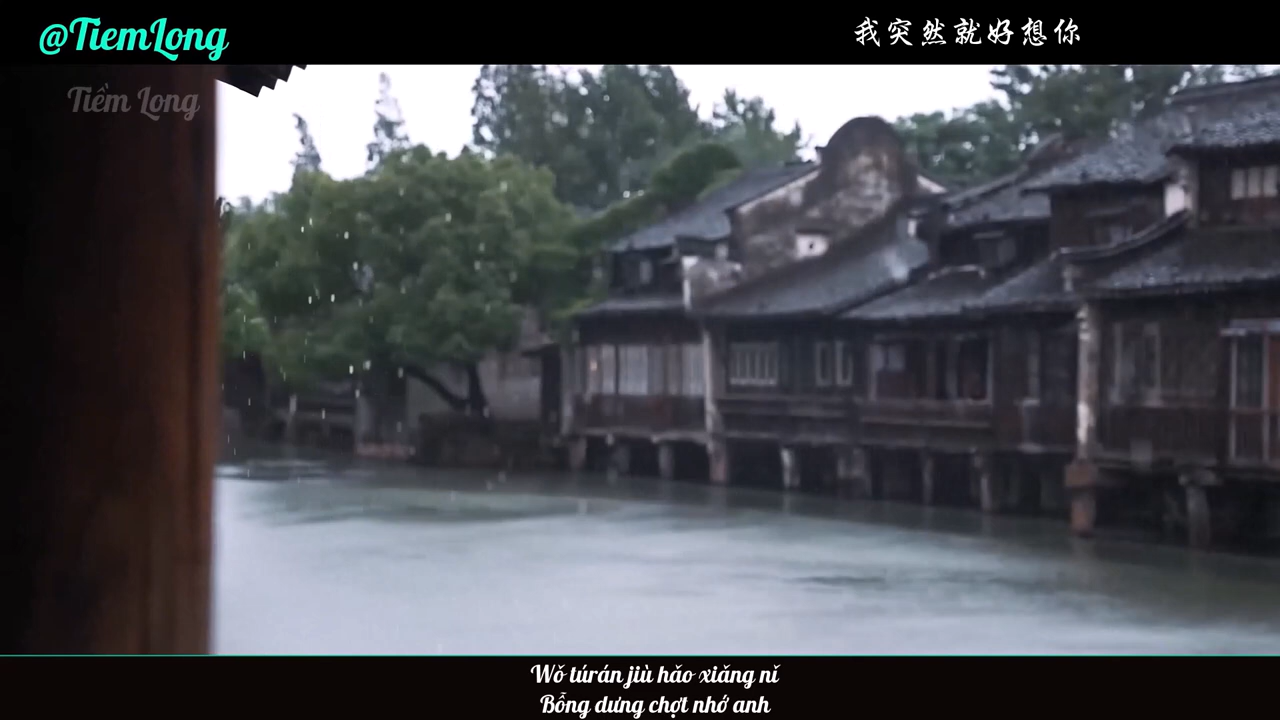 @TiemLong
我突然就好想你
Tiềm Long
Wǒ túrán jiù hǎo xiǎng nǐ
Bỗng dưng chợt nhớ anh